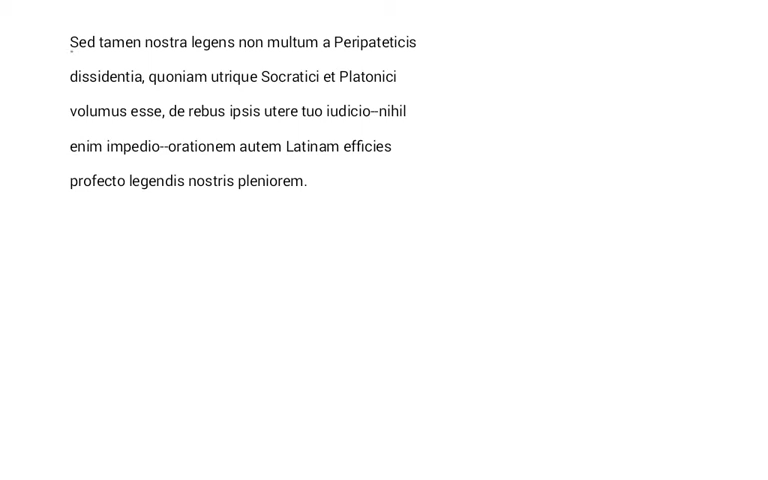 Sed tamen nostra legens non multum a Peripateticis
dissidentia, quoniam utrique Socratici et Platonici
volumus esse, de rebus ipsis utere tuo iudicio--nihil
enim impedio--orationem autem Latinam efficies
profecto legendis nostris pleniorem.